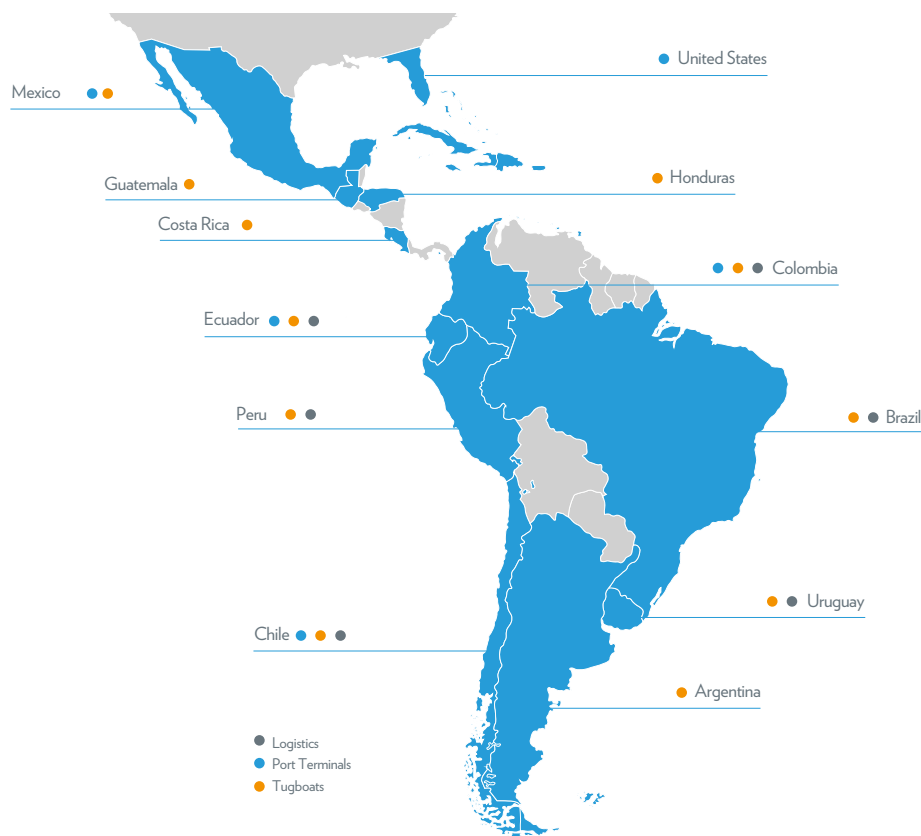 United States
Mexico
Guatemala
Honduras
Costa Rica
Colombia
Ecuador
Peru
Brazil
Uruguay
Chile
Argentina
Logistics
Port Terminals
Tugboats